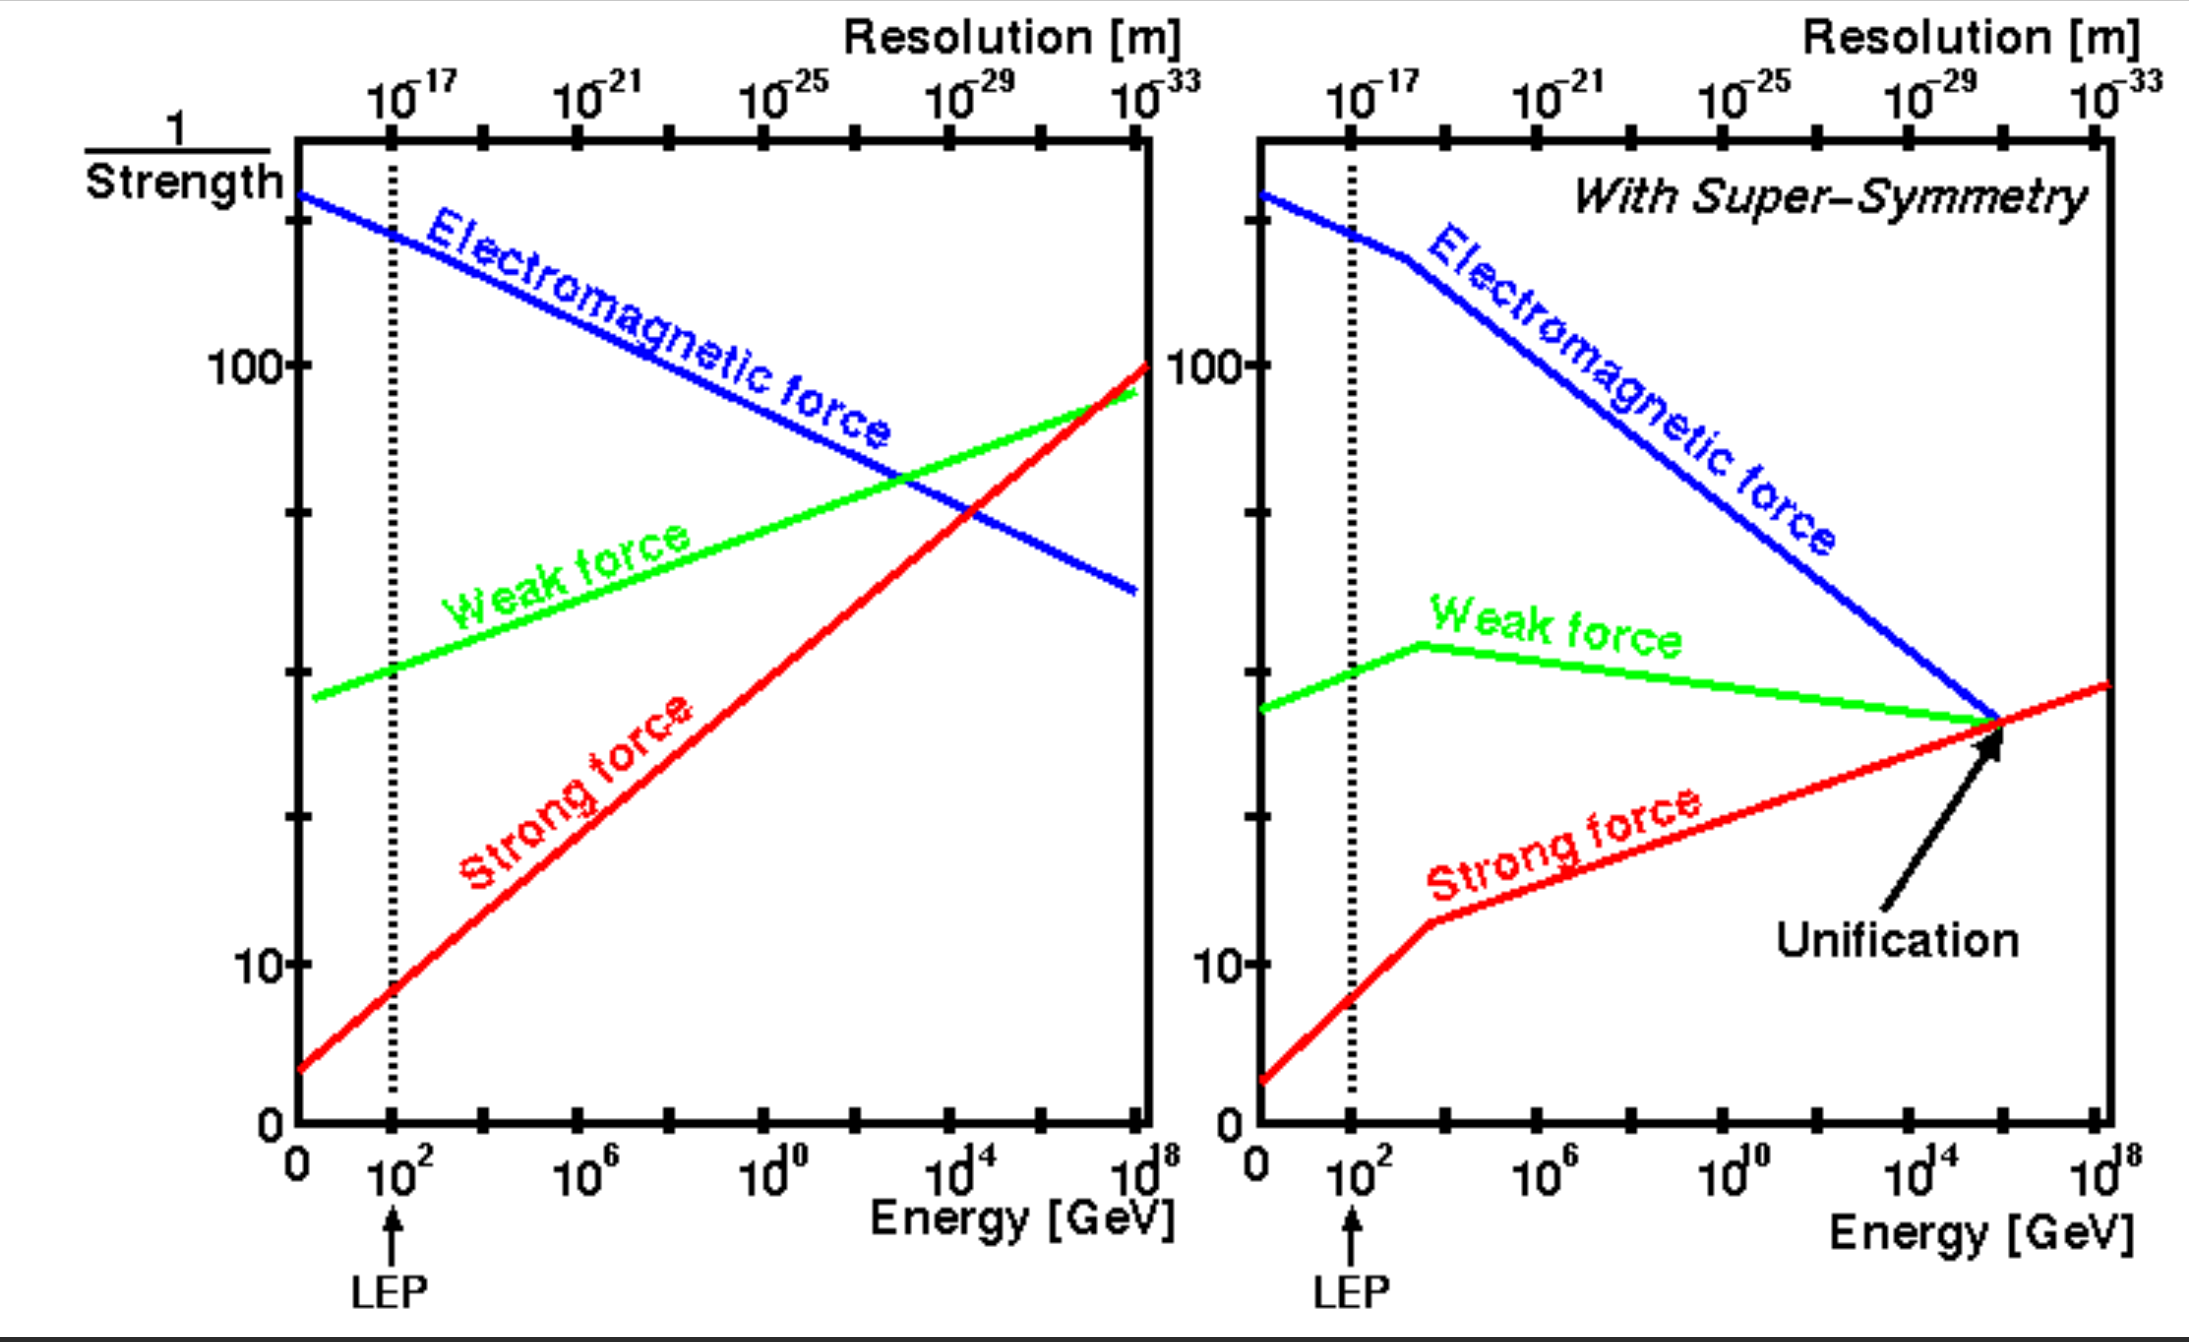 Resolution [m]
10^-17 10^-21 10^-25 10^-29 10^-33
1
Strength
Electromagnetic force
100
Weak force
Strong force
10
0
0 10^2 10^6 10^10 10^14 10^18
Energy [GeV]
LEP
Resolution [m]
10^-17 10^-21 10^-25 10^-29 10^-33
With Super-Symmetry
Electromagnetic force
100
Weak force
Strong force
Unification
10
0
0 10^2 10^6 10^10 10^14 10^18
Energy [GeV]
LEP